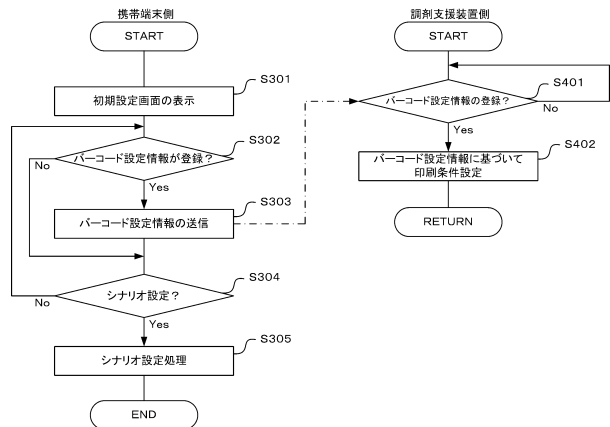 携帯端末側
START
S301
初期設定画面の表示
S302
バーコード設定情報が登録?
No
Yes
S303
バーコード設定情報の送信
S304
シナリオ設定?
No
Yes
S305
シナリオ設定処理
END
調剤支援装置側
START
S401
バーコード設定情報の登録?
No
Yes
S402
バーコード設定情報に基づいて
印刷条件設定
RETURN